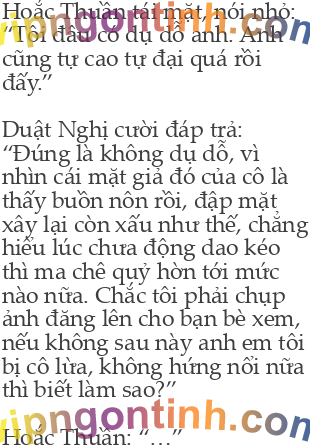 Hoắc Thuần tái mặt, nói nhỏ:
“Tôi đâu có dụ dỗ anh. Anh
cũng tự cao tự đại quá rồi
đấy.”
Duật Nghị cười đáp trả:
“Đúng là không dụ dỗ, vì
nhìn cái mặt giả đó của cô là
thấy buồn nôn rồi, đập mặt
xây lại còn xấu như thế, chẳng
hiểu lúc chưa động dao kéo
thì ma chê quỷ hờn tới mức
nào nữa. Chắc tôi phải chụp
ảnh đăng lên cho bạn bè xem,
nếu không sau này anh em tôi
bị cô lừa, không hứng nổi nữa
thì biết làm sao?”
Hoắc Thuần: “…”
vipngontinh.com
vipngontinh.com